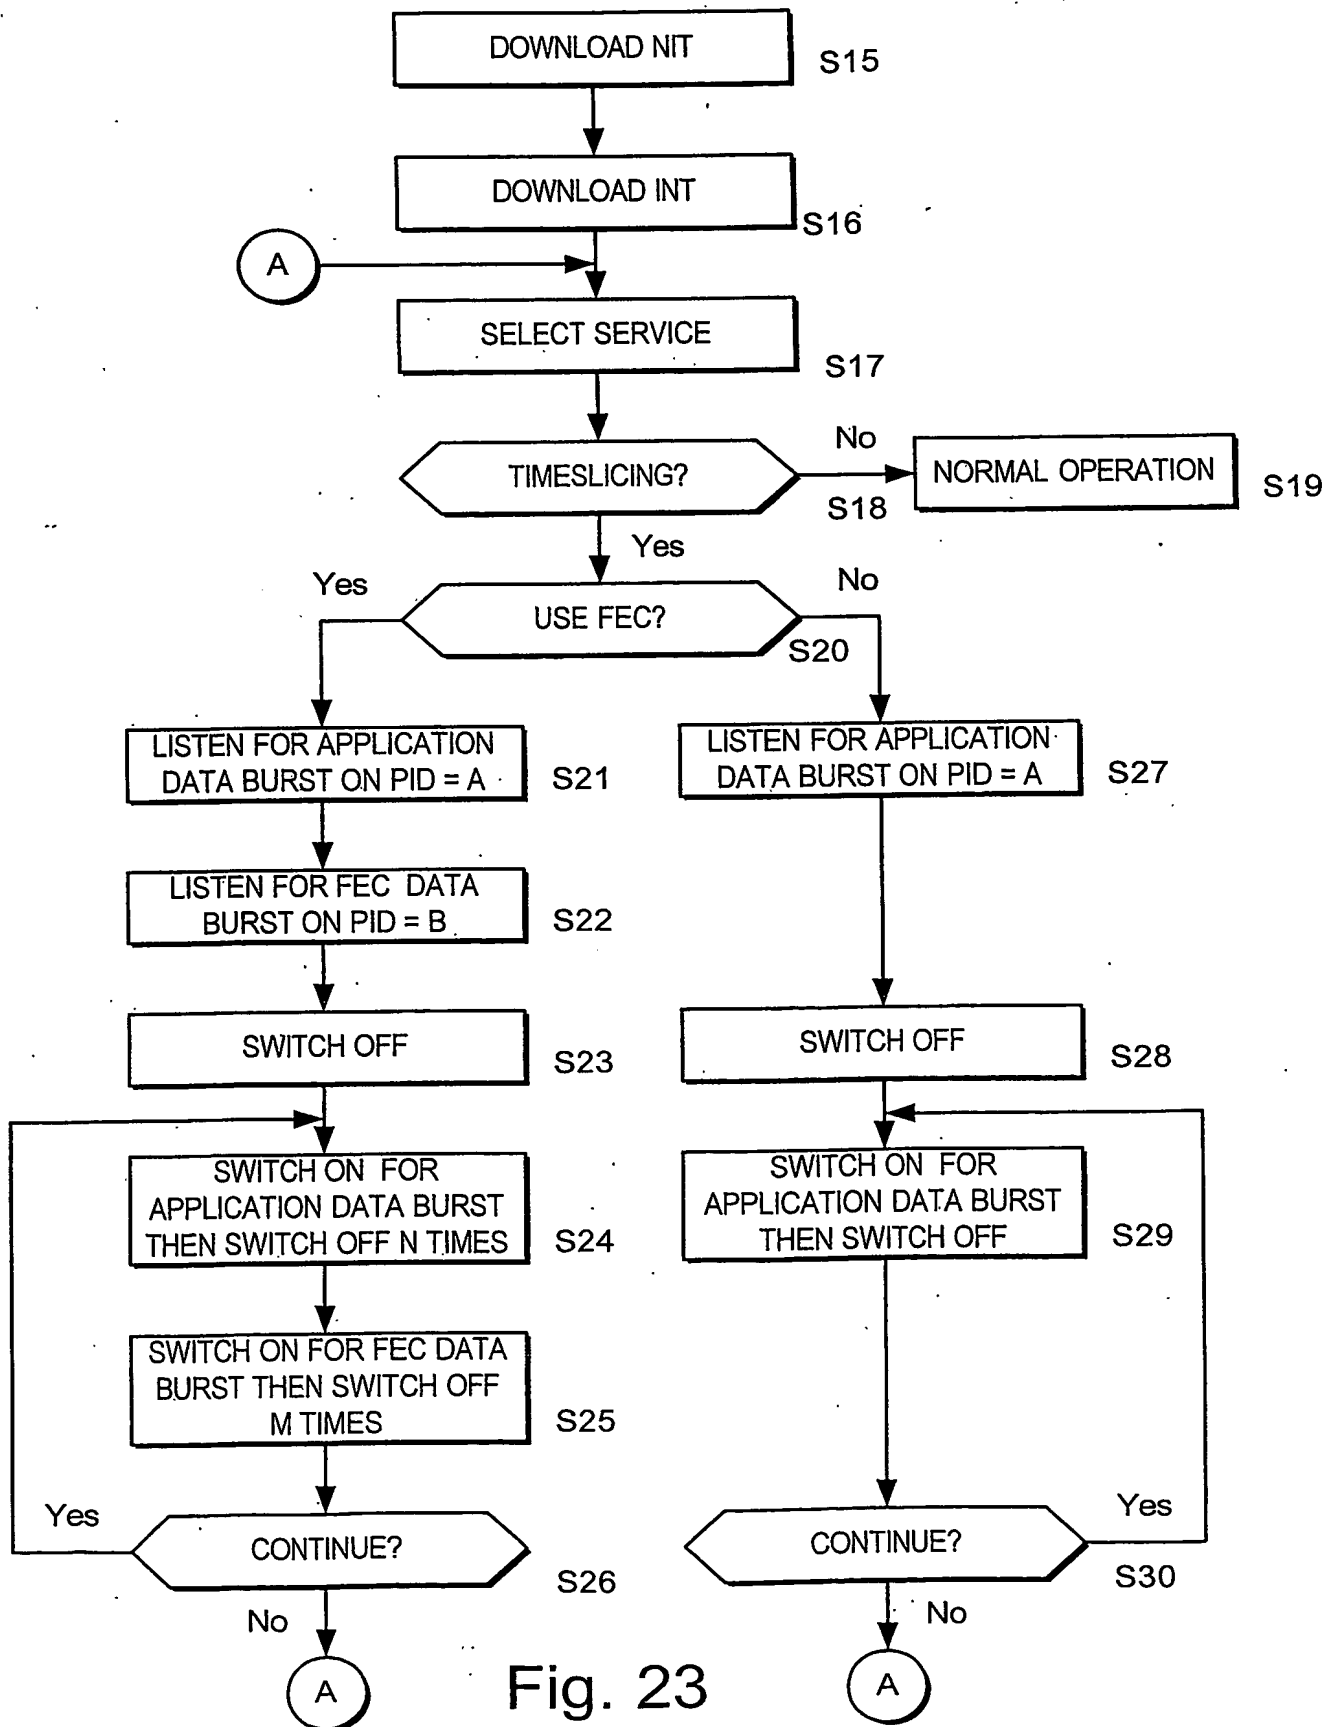 DOWNLOAD NIT
S15
DOWNLOAD INT
S16
A
SELECT SERVICE
S17
TIMESLICING?
No
S18
NORMAL OPERATION
S19
Yes
Yes
USE FEC?
No
S20
LISTEN FOR APPLICATION
DATA BURST ON PID = A
S21
LISTEN FOR APPLICATION
DATA BURST ON PID = A
S27
LISTEN FOR FEC DATA
BURST ON PID = B
S22
SWITCH OFF
S23
SWITCH OFF
S28
SWITCH ON FOR
APPLICATION DATA BURST
THEN SWITCH OFF N TIMES
S24
SWITCH ON FOR
APPLICATION DATA BURST
THEN SWITCH OFF
S29
SWITCH ON FOR FEC DATA
BURST THEN SWITCH OFF
M TIMES
S25
Yes
CONTINUE?
S26
No
A
CONTINUE?
Yes
S30
No
A
Fig. 23